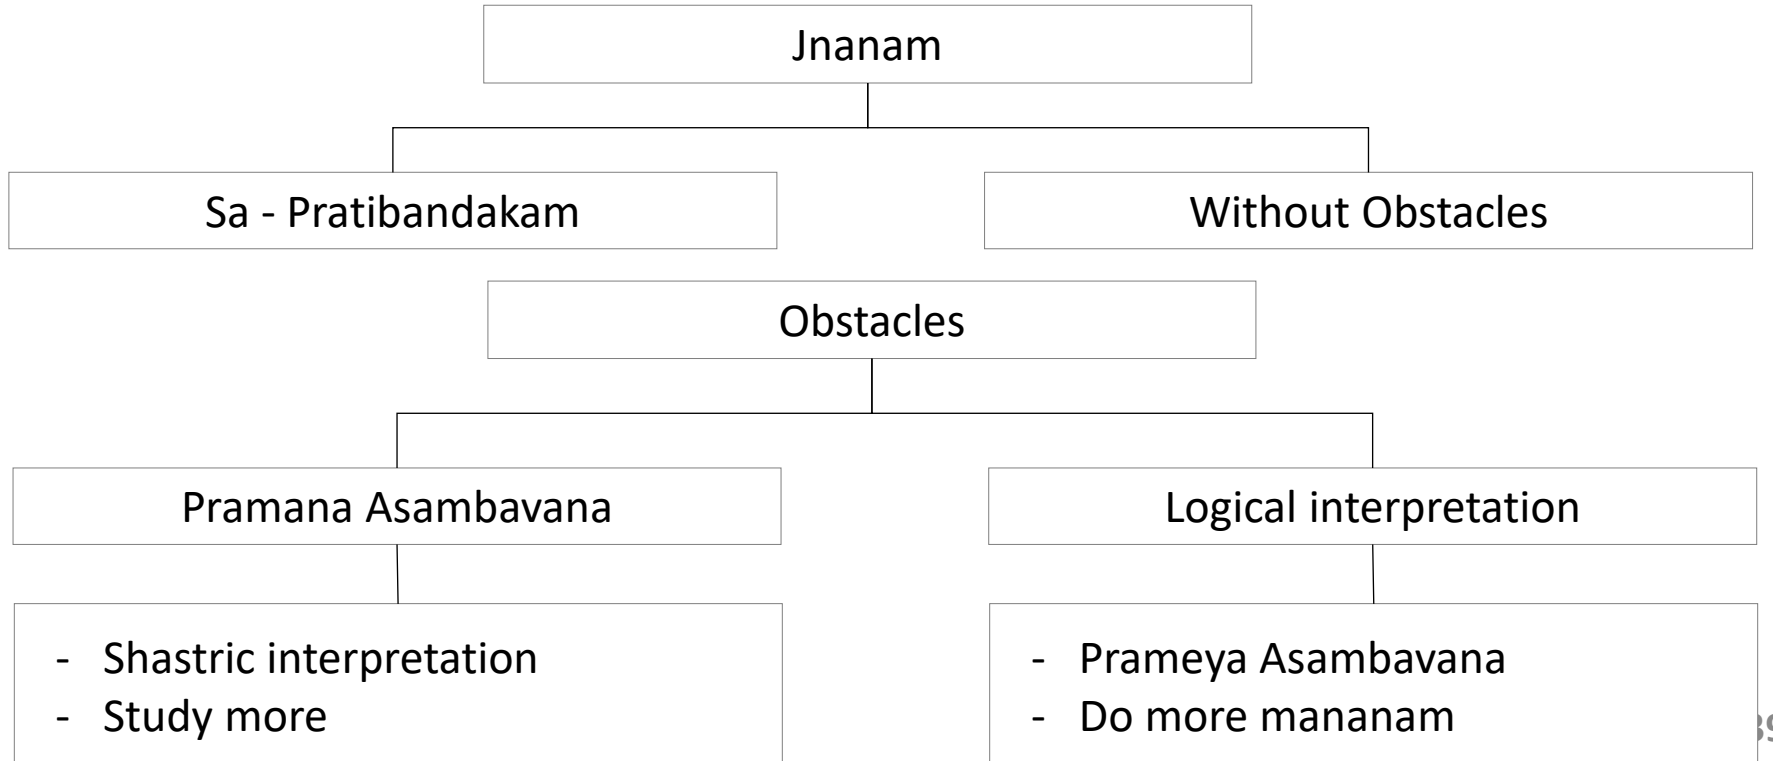 Jnanam
Sa - Pratibandakam
Without Obstacles
Obstacles
Pramana Asambavana
Logical interpretation
- Shastric interpretation
- Study more
- Prameya Asambavana
- Do more mananam